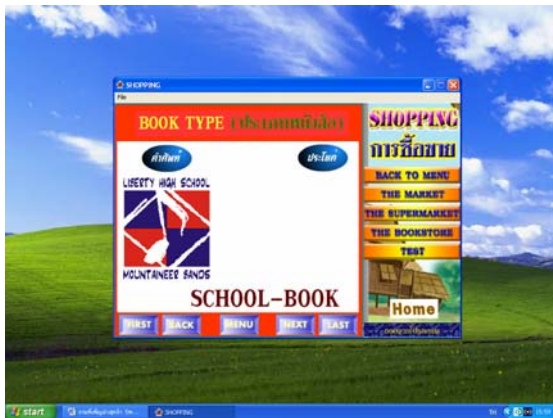 SHOPPING
File
BOOK TYPE (ประเภทหนังสือ)
คำศัพท์
ประโยค
LIBERTY HIGH SCHOOL
MOUNTAINEER BANDS
SCHOOL-BOOK
FIRST
BACK
MENU
NEXT
LAST
SHOPPING
การซื้อขาย
BACK TO MENU
THE MARKET
THE SUPERMARKET
THE BOOKSTORE
TEST
Home
start
SHOPPING